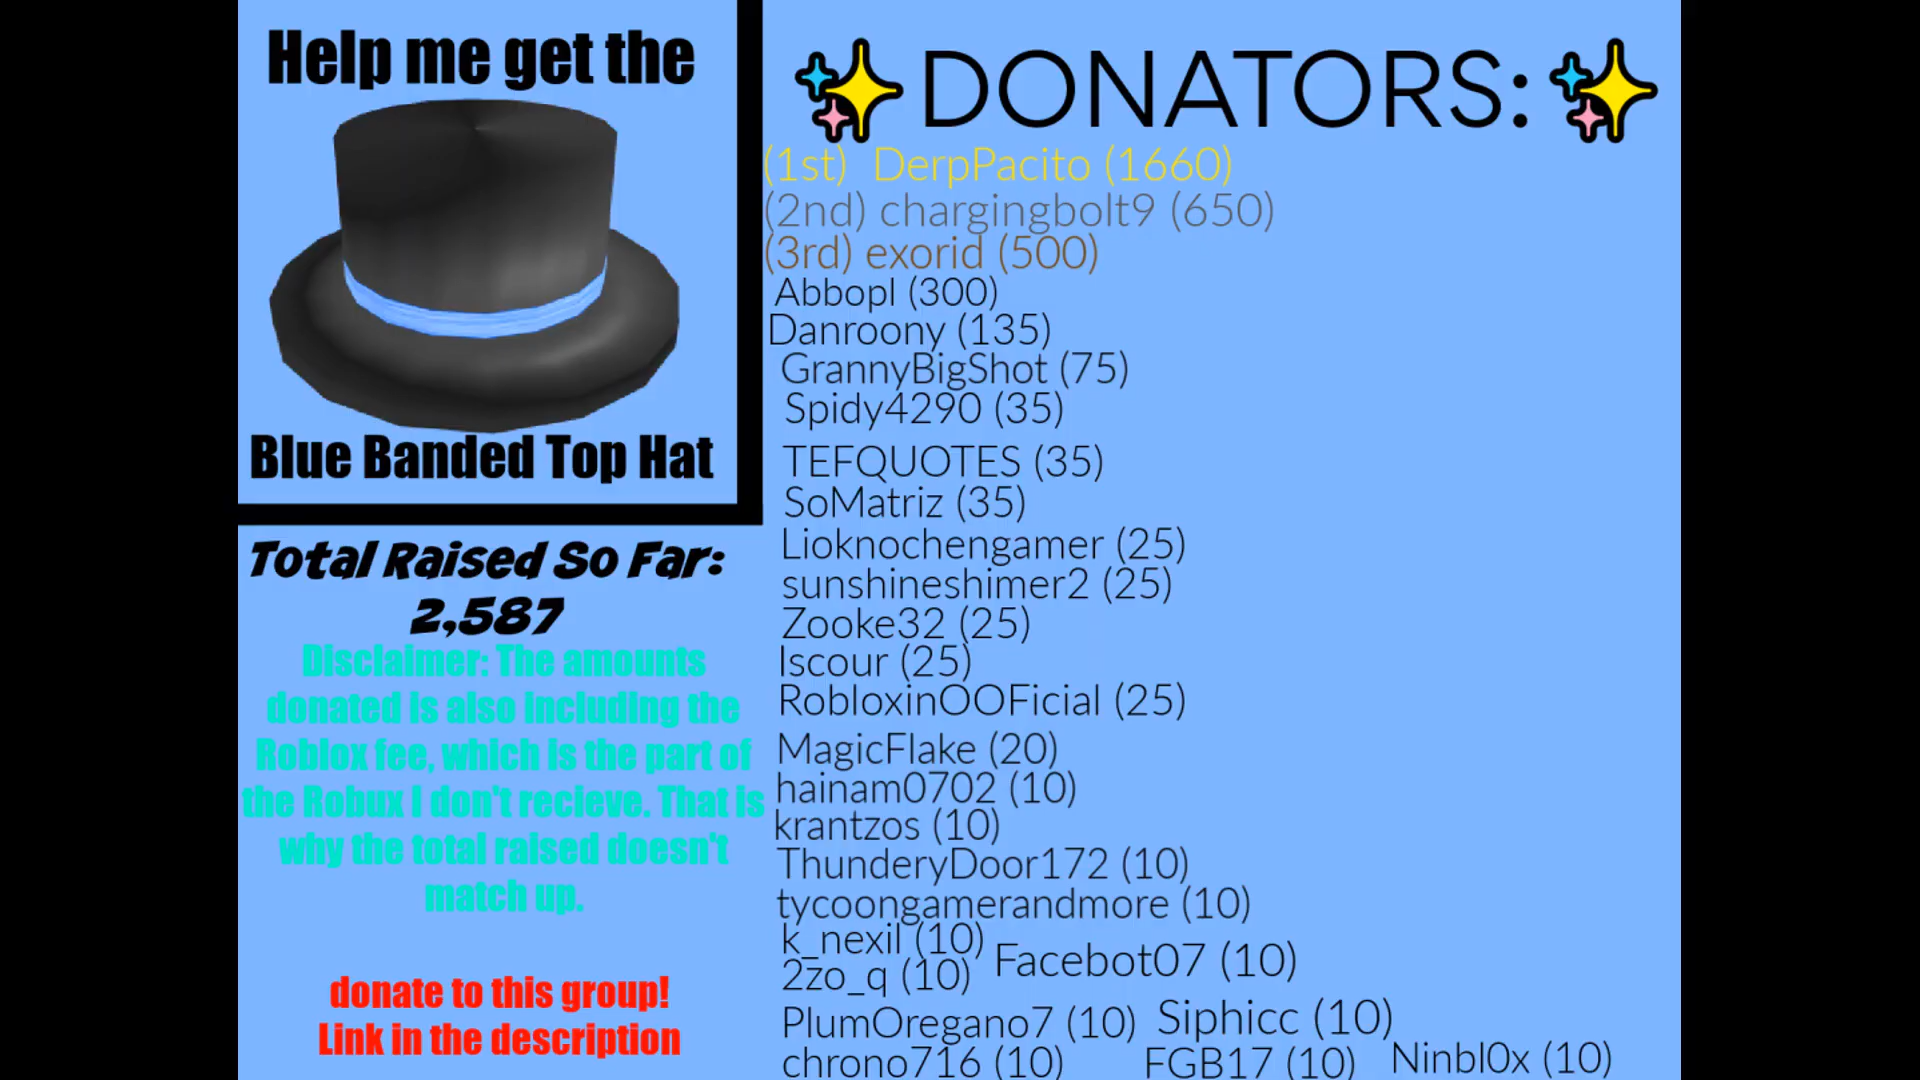 Help me get the
Blue Banded Top Hat
Total Raised So Far:
2,587
Disclaimer: The amounts
donated is also including the
Roblox fee, which is the part of
the Robux I don't recieve. That is
why the total raised doesn't
match up.
donate to this group!
Link in the description
✨DONATORS:✨
(1st) DerpPacito (1660)
(2nd) chargingbolt9 (650)
(3rd) exorid (500)
Abbopl (300)
Danroony (135)
GrannyBigShot (75)
Spidy4290 (35)
TEFQUOTES (35)
SoMatriz (35)
Lioknochengamer (25)
sunshineshimer2 (25)
Zooke32 (25)
Iscour (25)
RobloxinOOFicial (25)
MagicFlake (20)
hainam0702 (10)
krantzos (10)
ThunderyDoor172 (10)
tycoongamerandmore (10)
k_nexil (10)
2zo_q (10) Facebot07 (10)
PlumOregano7 (10) Siphicc (10)
chrono716 (10) FGB17 (10) Ninbl0x (10)